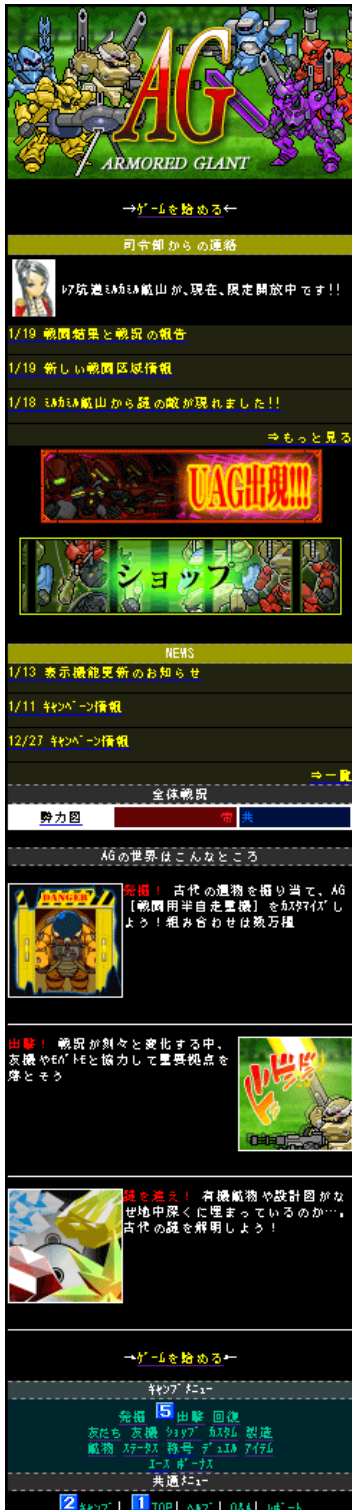 AG
ARMORED GIANT
→ｹﾞｰﾑを始める←
司令部からの連絡
ﾚｱ坑道ﾐﾙｶﾐﾙ鉱山が、現在、限定開放中です!!
1/19 戦闘結果と戦況の報告
1/19 新しい戦闘区域情報
1/18 ﾐﾙｶﾐﾙ鉱山から謎の敵が現れました!!
⇒もっと見る
UAG出現!!!
ショップ
NEWS
1/13 表示機能更新のお知らせ
1/11 ｷｬﾝﾍﾟｰﾝ情報
12/27 ｷｬﾝﾍﾟｰﾝ情報
⇒一覧
全体戦況
勢力図 帝 共
AGの世界はこんなところ
DANGER
発掘! 古代の遺物を掘り当て、AG
[戦闘用半自走重機] をｶｽﾀﾏｲｽﾞし
よう!組み合わせは数万種
出撃! 戦況が刻々と変化する中、
友機やEﾊﾟﾄEと協力して重要拠点を
落とそう
ドドドド
謎を追え! 有機鉱物や設計図がな
ぜ地中深くに埋まっているのか…。
古代の謎を解明しよう!
→ｹﾞｰﾑを始める←
ｷｬﾝﾌﾟﾒﾆｭｰ
発掘 5出撃 回復
友だち 友機 ｼｮｯﾌﾟ ｶｽﾀﾑ 製造
鉱物 ｽﾃｰﾀｽ 称号 ﾃﾞｭｴﾙ ｱｲﾃﾑ
ｴｰｽ ﾎﾞｰﾅｽ
共通ﾒﾆｭｰ
2ｷｬﾝﾌﾟ| 1TOP| ﾍﾙﾌﾟ| Q&A| ｻﾎﾟｰﾄ